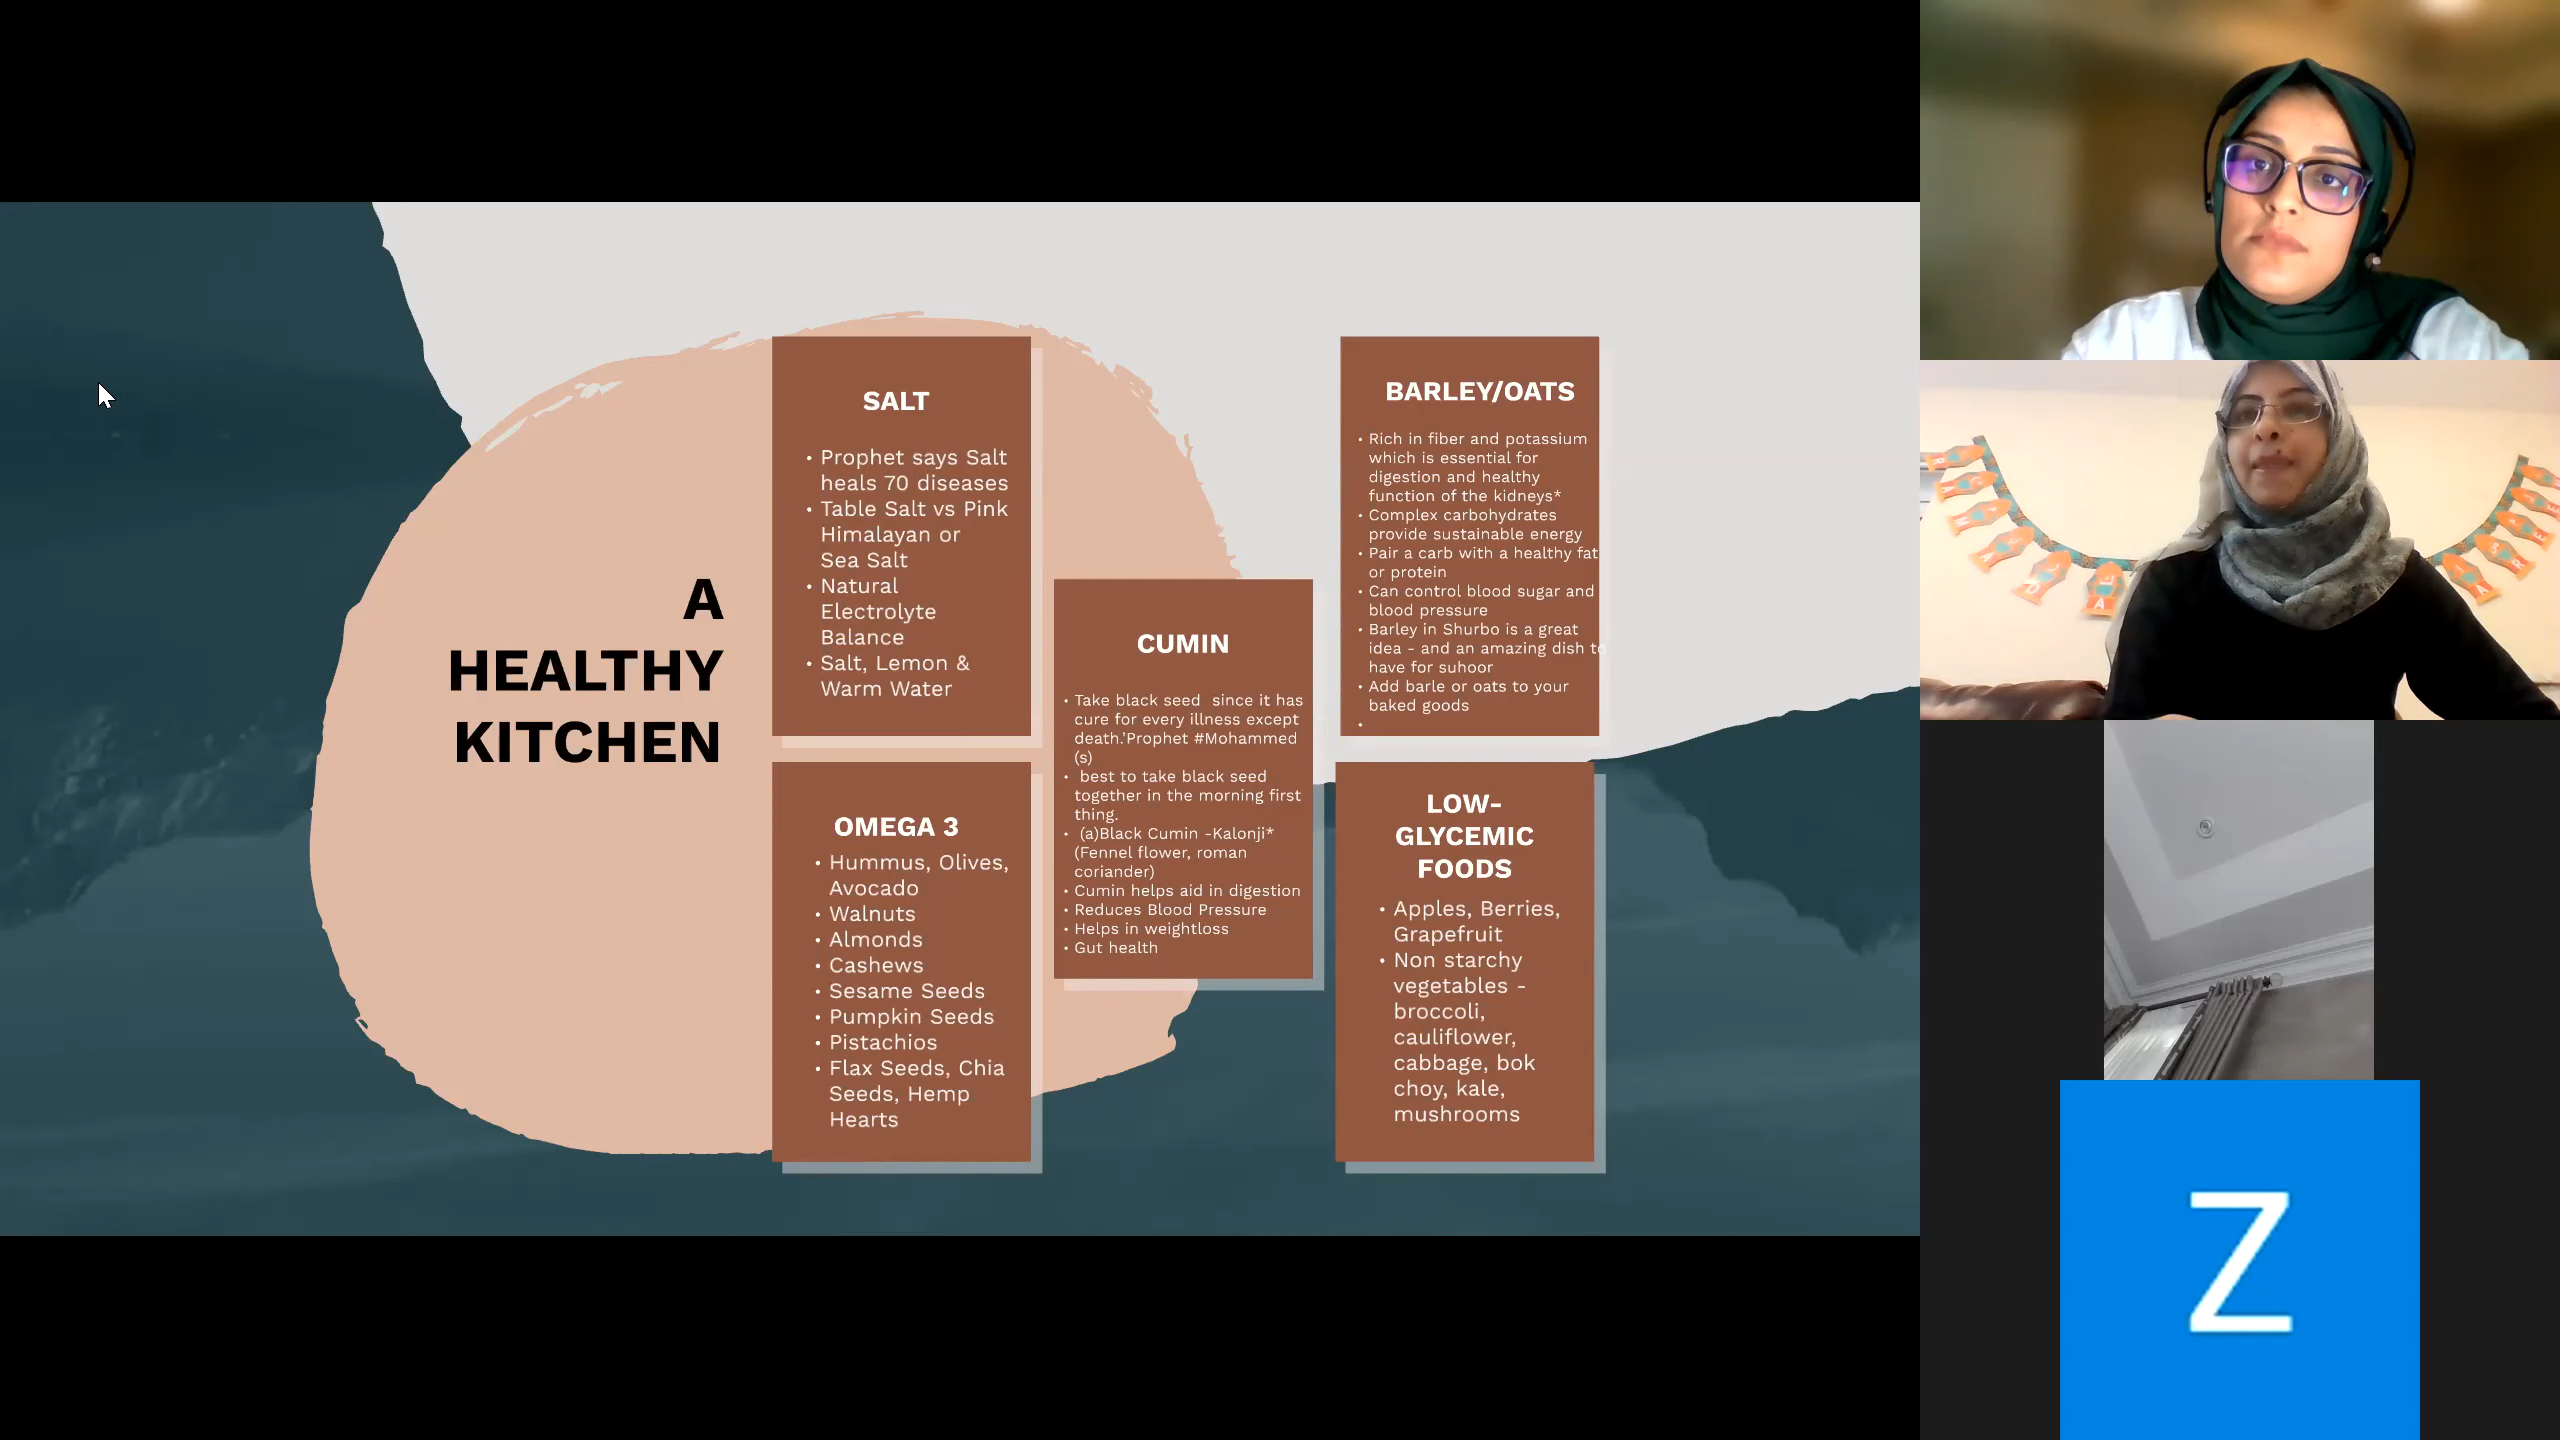 A
HEALTHY
KITCHEN
SALT
• Prophet says Salt
heals 70 diseases
• Table Salt vs Pink
Himalayan or
Sea Salt
• Natural
Electrolyte
Balance
• Salt, Lemon &
Warm Water
OMEGA 3
• Hummus, Olives,
Avocado
• Walnuts
• Almonds
• Cashews
• Sesame Seeds
• Pumpkin Seeds
• Pistachios
• Flax Seeds, Chia
Seeds, Hemp
Hearts
CUMIN
• Take black seed  since it has
cure for every illness except
death.'Prophet #Mohammed
(s)
•  best to take black seed
together in the morning first
thing.
•  (a)Black Cumin -Kalonji*
(Fennel flower, roman
coriander)
• Cumin helps aid in digestion
• Reduces Blood Pressure
• Helps in weightloss
• Gut health
BARLEY/OATS
• Rich in fiber and potassium
which is essential for
digestion and healthy
function of the kidneys*
• Complex carbohydrates
provide sustainable energy
• Pair a carb with a healthy fat
or protein
• Can control blood sugar and
blood pressure
• Barley in Shurbo is a great
idea - and an amazing dish to
have for suhoor
• Add barle or oats to your
baked goods
•
LOW-
GLYCEMIC
FOODS
• Apples, Berries,
Grapefruit
• Non starchy
vegetables -
broccoli,
cauliflower,
cabbage, bok
choy, kale,
mushrooms
Z